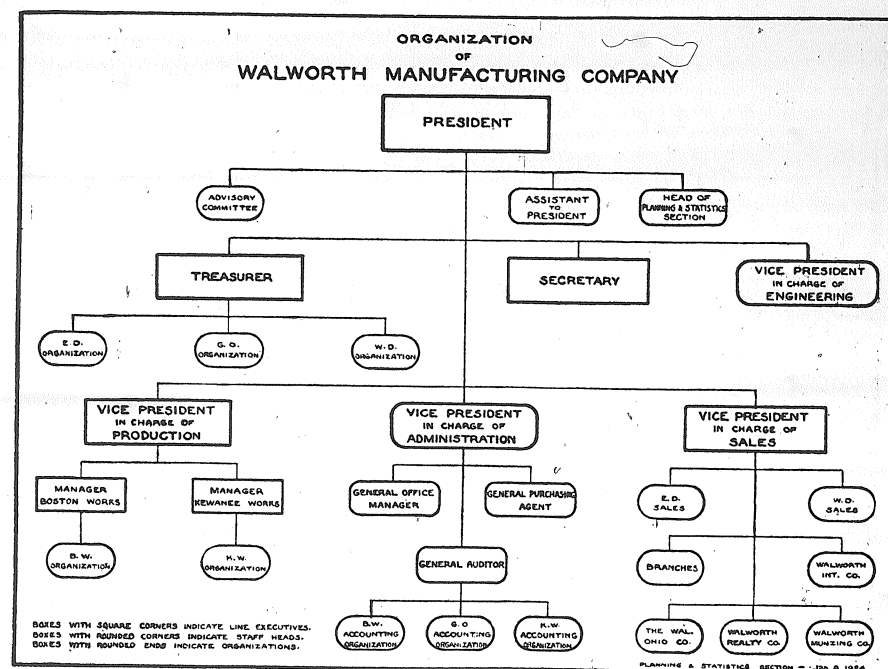 ORGANIZATION
OF
WALWORTH MANUFACTURING COMPANY
PRESIDENT
ADVISORY
COMMITTEE
ASSISTANT
TO
PRESIDENT
HEAD OF
PLANNING & STATISTICS
SECTION
TREASURER
SECRETARY
VICE PRESIDENT
IN CHARGE OF
ENGINEERING
E.D.
ORGANIZATION
G.O.
ORGANIZATION
W.D.
ORGANIZATION
VICE PRESIDENT
IN CHARGE OF
PRODUCTION
VICE PRESIDENT
IN CHARGE OF
ADMINISTRATION
VICE PRESIDENT
IN CHARGE OF
SALES
MANAGER
BOSTON WORKS
MANAGER
KEWANEE WORKS
GENERAL OFFICE
MANAGER
GENERAL PURCHASING
AGENT
E.D.
SALES
W.D.
SALES
B.W.
ORGANIZATION
K.W.
ORGANIZATION
GENERAL AUDITOR
BRANCHES
WALWORTH
INT. CO.
B.W.
ACCOUNTING
ORGANIZATION
G.O
ACCOUNTING
ORGANIZATION
K.W.
ACCOUNTING
ORGANIZATION
THE WAL.
OHIO CO.
WALWORTH
REALTY CO.
WALWORTH
MUNZING CO.
BOXES WITH SQUARE CORNERS INDICATE LINE EXECUTIVES.
BOXES WITH ROUNDED CORNERS INDICATE STAFF HEADS.
BOXES WITH ROUNDED ENDS INDICATE ORGANIZATIONS.
PLANNING & STATISTICS SECTION